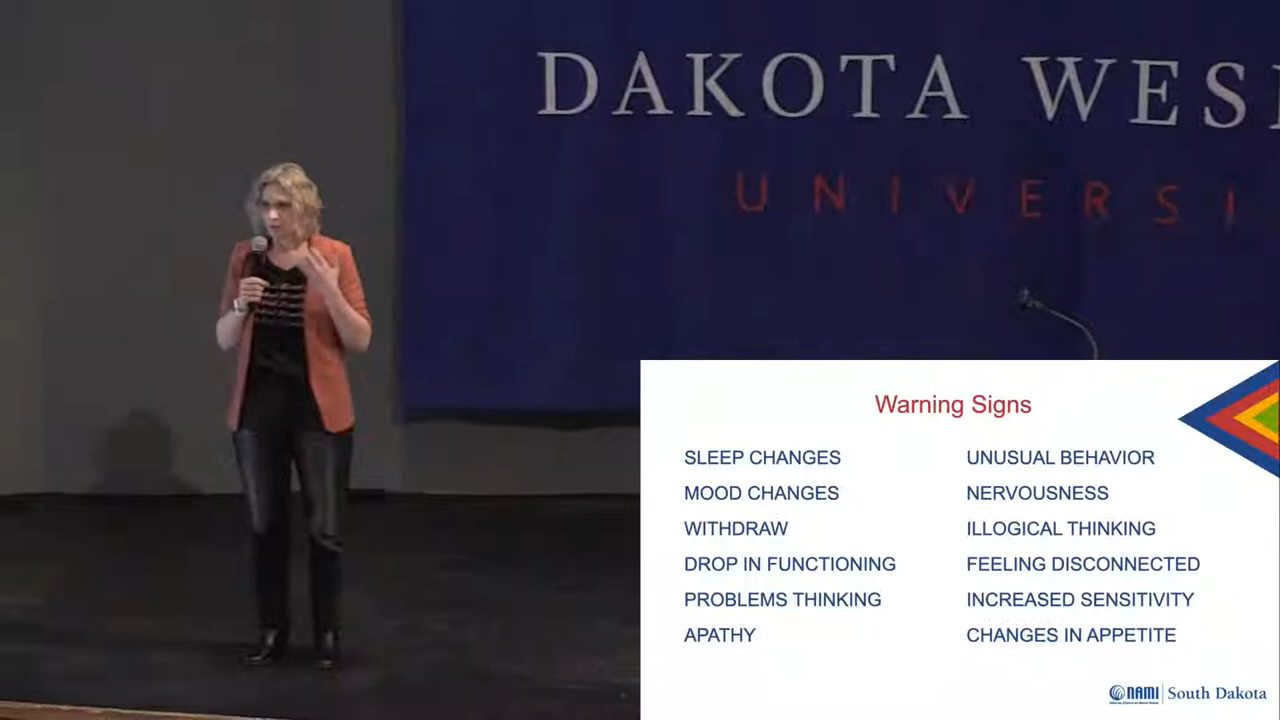 DAKOTA WES
UNIVERSI
Warning Signs
SLEEP CHANGES
MOOD CHANGES
WITHDRAW
DROP IN FUNCTIONING
PROBLEMS THINKING
APATHY
UNUSUAL BEHAVIOR
NERVOUSNESS
ILLOGICAL THINKING
FEELING DISCONNECTED
INCREASED SENSITIVITY
CHANGES IN APPETITE
NAMI South Dakota